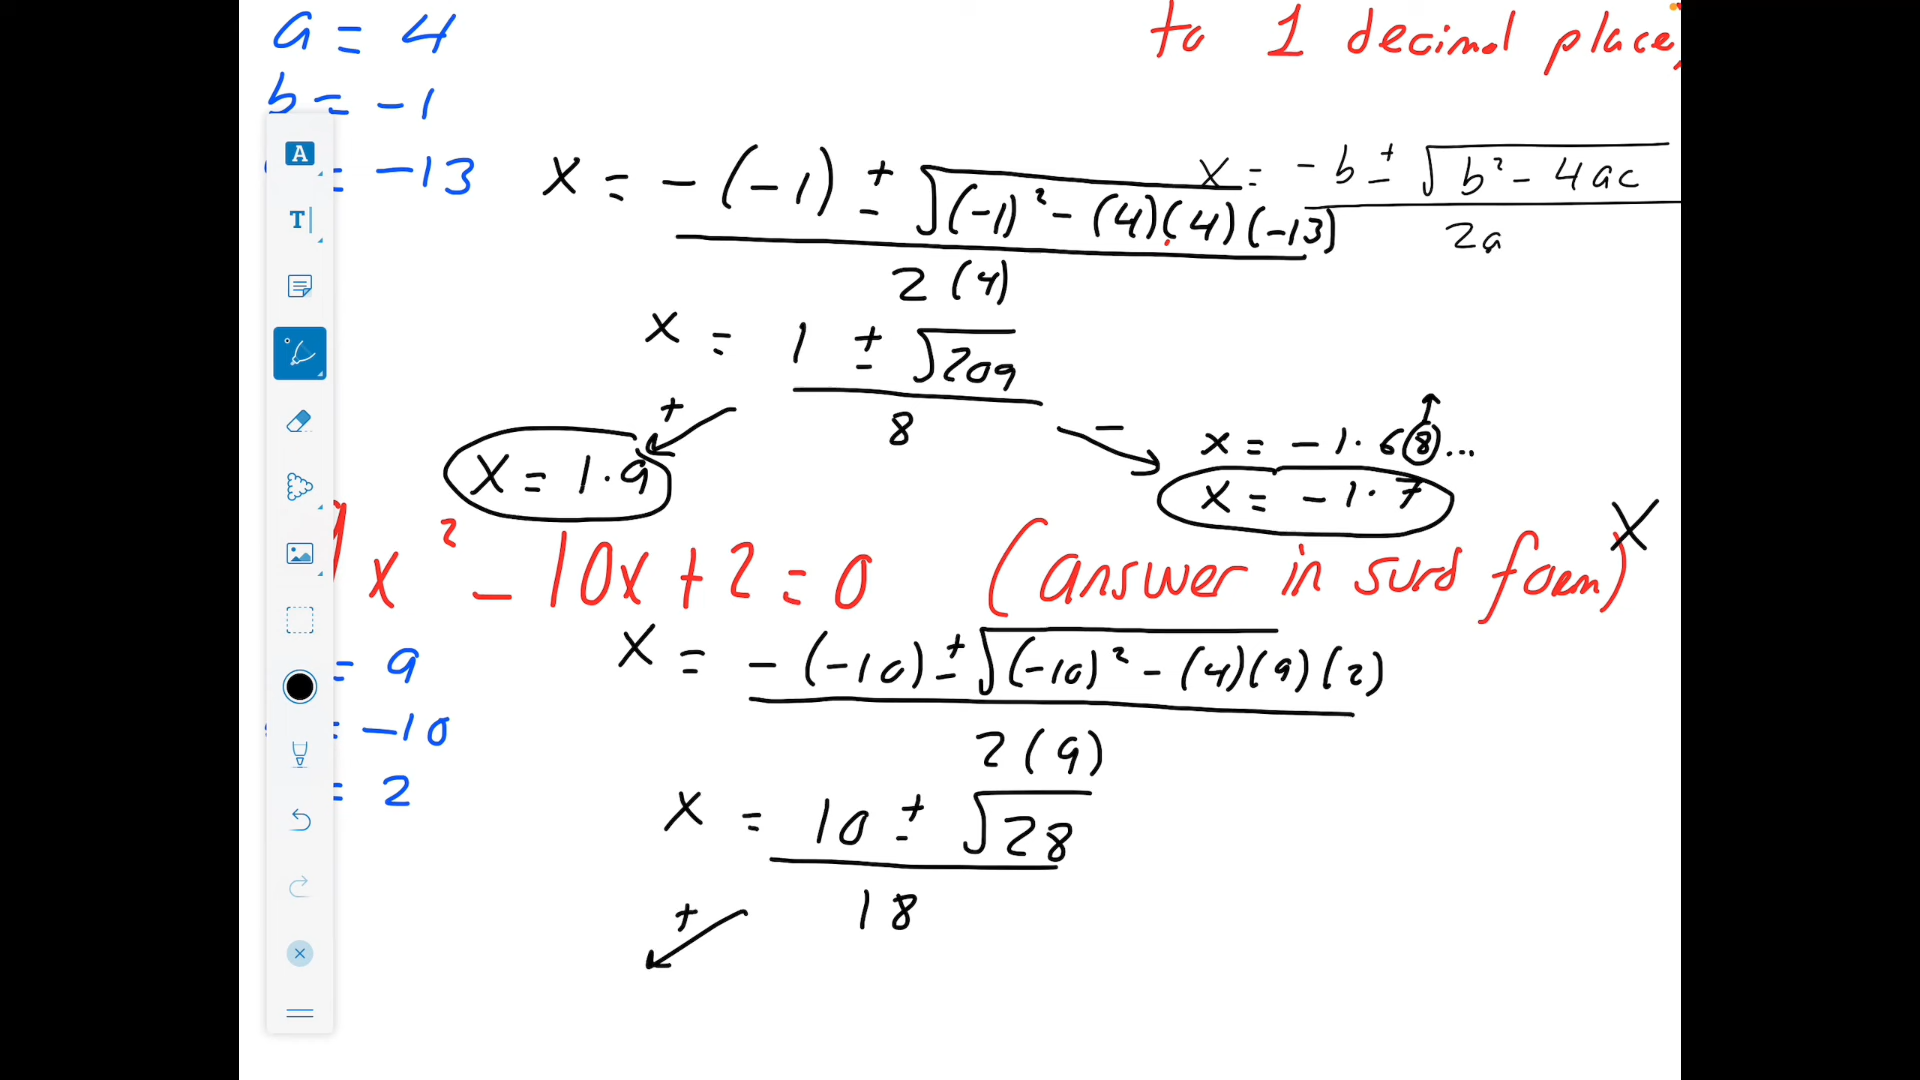 a = 4
to 1 decimal place,
b = -1
= -13
x = -b ± √b² - 4ac
2a
x = -(-1) ± √(-1)² - (4)(4)(-13)
2(4)
x = 1 ± √209
8
+
-
x = 1.9
x = -1.68...
x = -1.7
x
9x² - 10x + 2 = 0 (answer in surd form)
x = -(-10) ± √(-10)² - (4)(9)(2)
2(9)
= 9
= -10
= 2
x = 10 ± √28
18
+
A
T